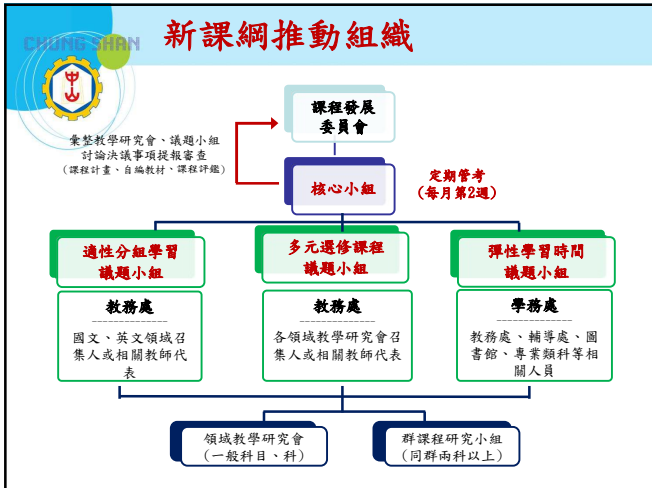 CHUNG SHAN
新課綱推動組織
課程發展
委員會
彙整教學研究會、議題小組
討論決議事項提報審查
(課程計畫、自編教材、課程評鑑)
核心小組
定期管考
(每月第2週)
適性分組學習
議題小組
教務處
國文、英文領域召
集人或相關教師代
表
多元選修課程
議題小組
教務處
各領域教學研究會召
集人或相關教師代表
彈性學習時間
議題小組
學務處
教務處、輔導處、圖
書館、專業類科等相
關人員
領域教學研究會
(一般科目、科)
群課程研究小組
(同群兩科以上)